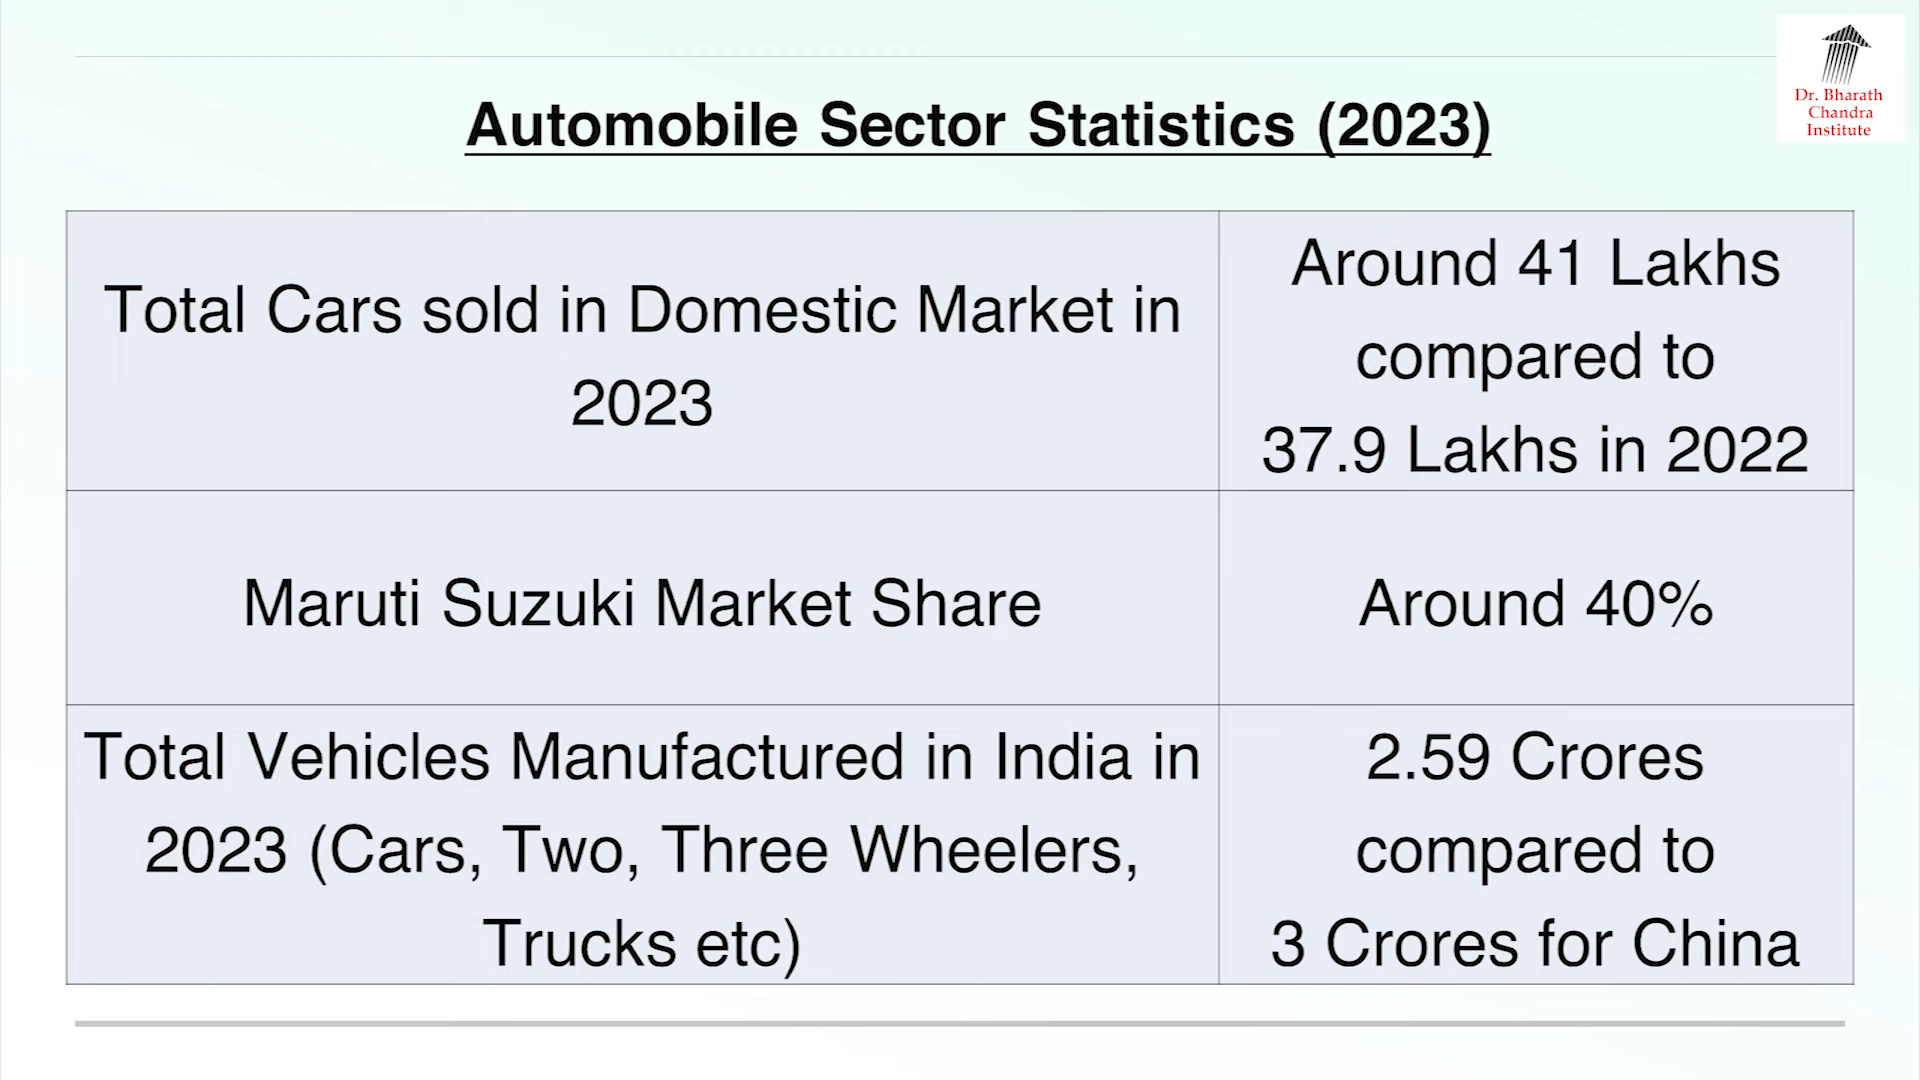 Dr. Bharath
Chandra
Institute
Automobile Sector Statistics (2023)
Total Cars sold in Domestic Market in
2023
Around 41 Lakhs
compared to
37.9 Lakhs in 2022
Maruti Suzuki Market Share
Around 40%
Total Vehicles Manufactured in India in
2023 (Cars, Two, Three Wheelers,
Trucks etc)
2.59 Crores
compared to
3 Crores for China